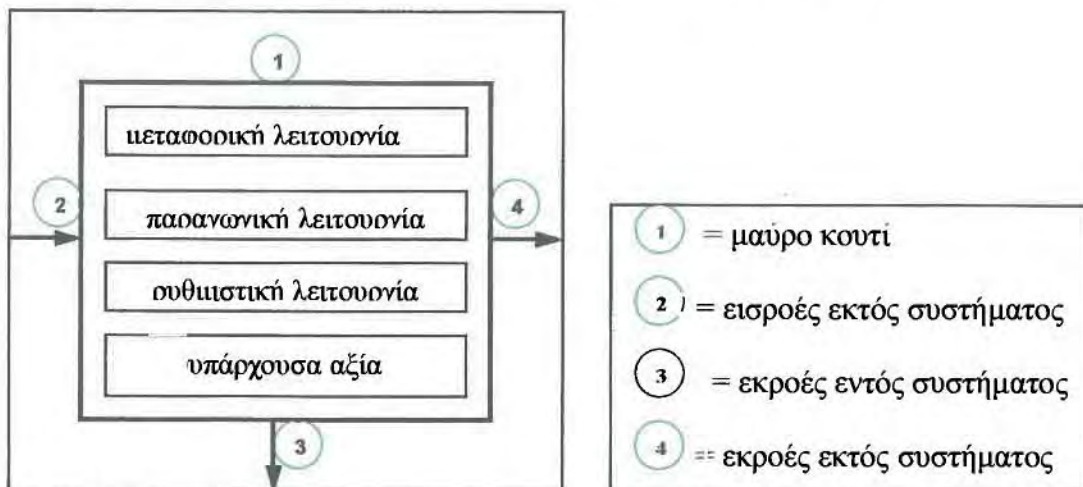 1
μεταφορική λειτουργία
2
4
παραγωγική λειτουργία
ρυθμιστική λειτουργία
υπάρχουσα αξία
3
1 = μαύρο κουτί
2 = εισροές εκτός συστήματος
3 = εκροές εντός συστήματος
4 = εκροές εκτός συστήματος